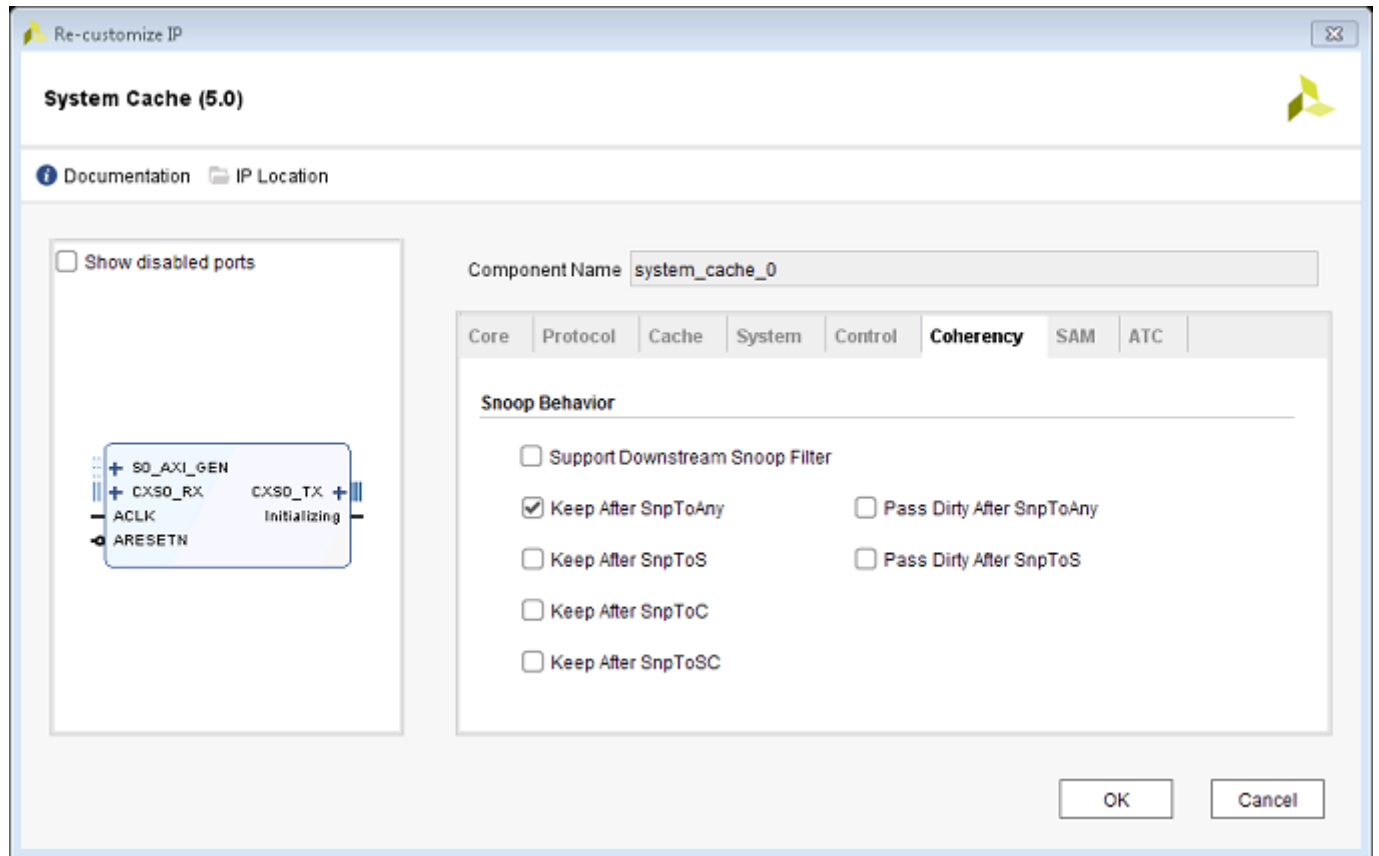 Re-customize IP
System Cache (5.0)
Documentation IP Location
Show disabled ports
S0_AXI_GEN
CXS0_RX CXS0_TX
ACLK Initializing
ARESETN
Component Name system_cache_0
Core Protocol Cache System Control Coherency SAM ATC
Snoop Behavior
Support Downstream Snoop Filter
Keep After SnpToAny Pass Dirty After SnpToAny
Keep After SnpToS Pass Dirty After SnpToS
Keep After SnpToC
Keep After SnpToSC
OK Cancel